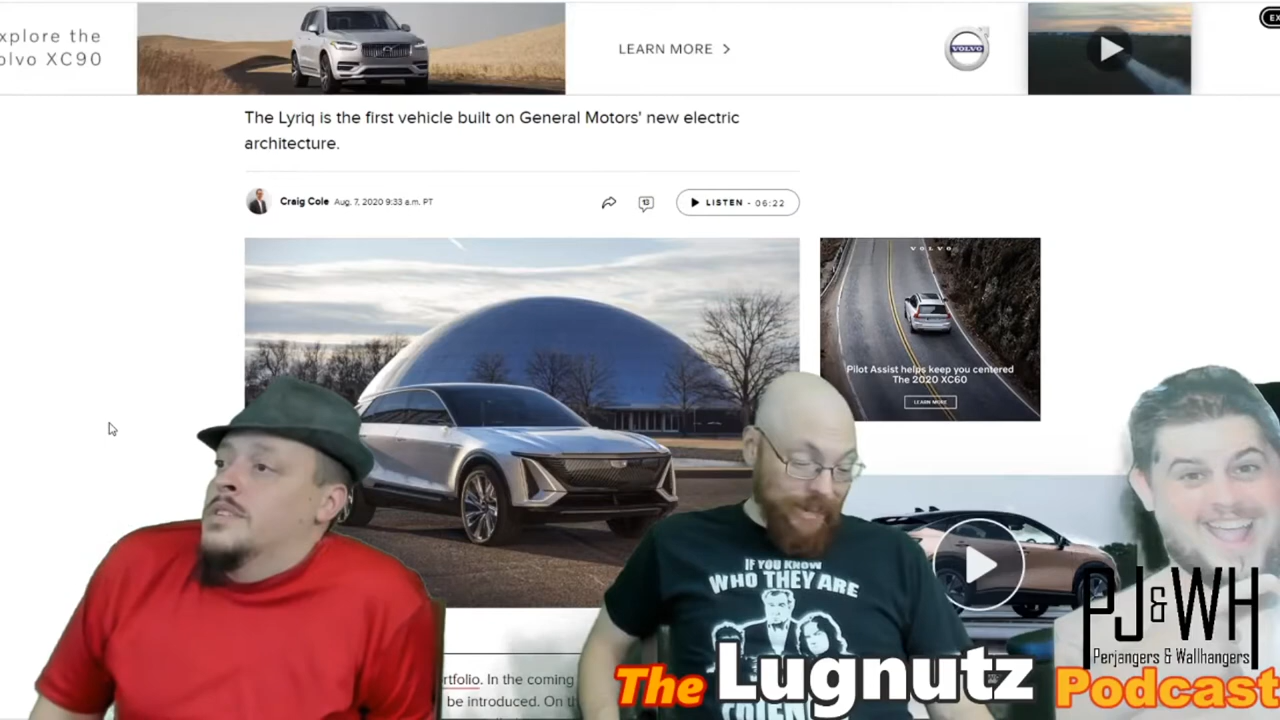 xplore the
olvo XC90
LEARN MORE >
VOLVO
The Lyriq is the first vehicle built on General Motors' new electric
architecture.
Craig Cole Aug. 7, 2020 9:33 a.m. PT
13
LISTEN - 06:22
VOLVO
Pilot Assist helps keep you centered
The 2020 XC60
LEARN MORE
IF YOU KNOW
WHO THEY ARE
PJ&WH
Perjangers & Wallhangers
The Lugnutz Podcast
rtfolio. In the coming
be introduced. On